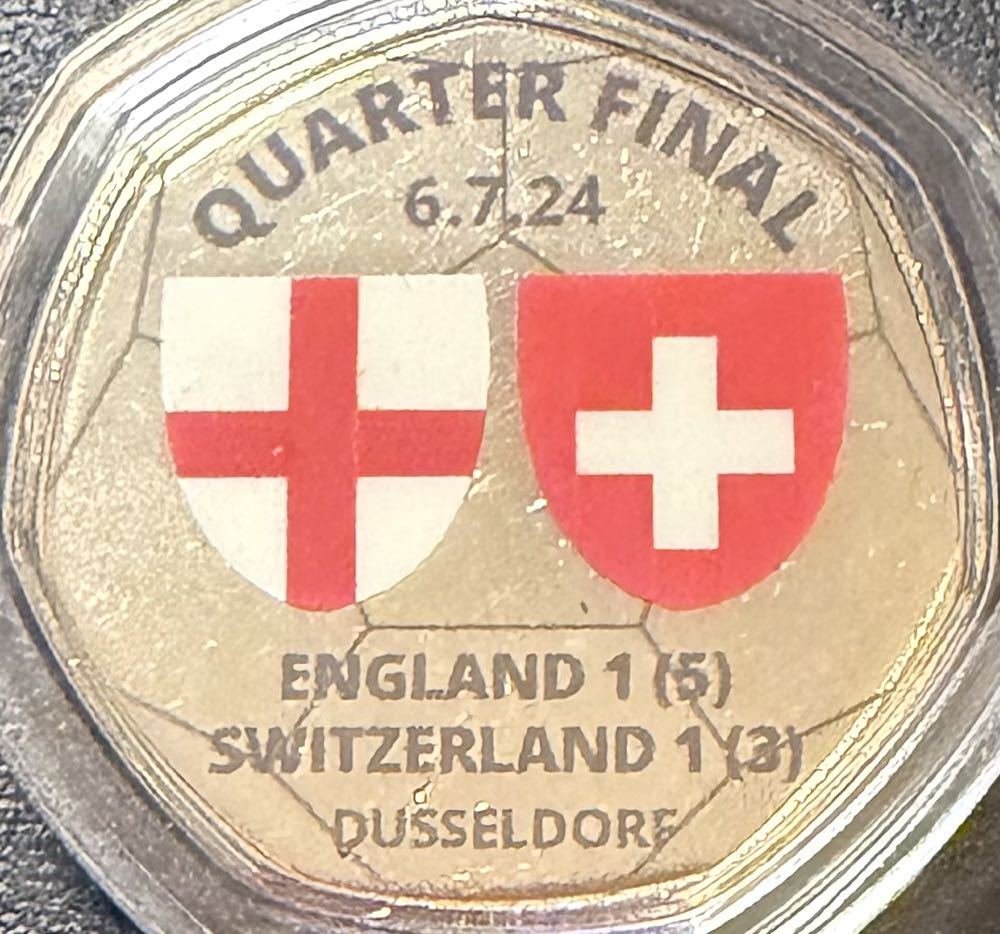 QUARTER FINAL
6.7.24
ENGLAND 1 (5)
SWITZERLAND 1 (3)
DUSSELDORF